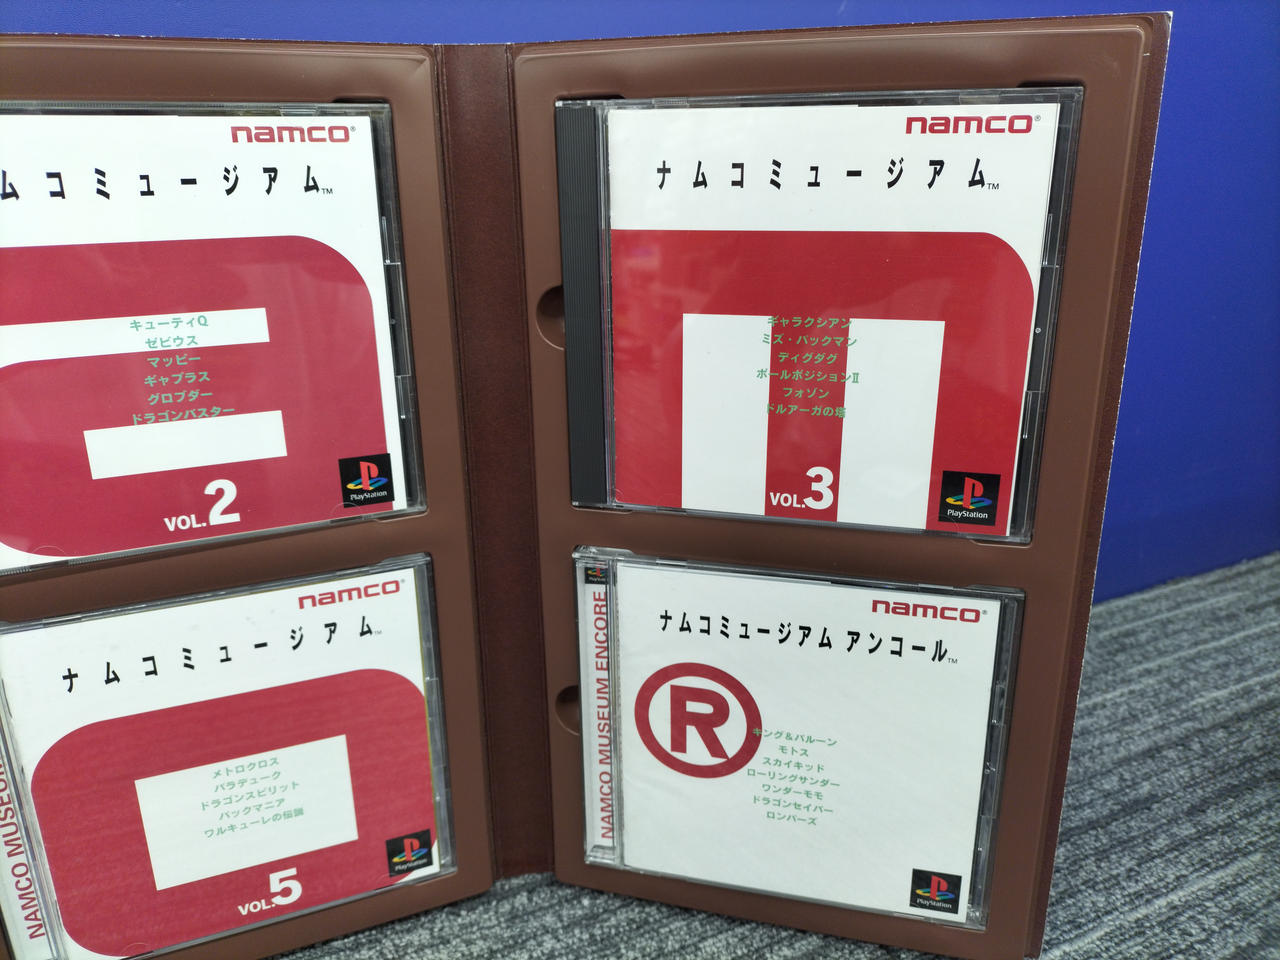 namco®
ムコミュージアム™
キューティQ
ゼビウス
マッピー
ギャプラス
グロブダー
ドラゴンバスター
VOL.2
PlayStation
namco®
ナムコミュージアム™
ギャラクシアン
ミズ・パックマン
ディグダグ
ポールポジションⅡ
フォゾン
ドルアーガの塔
VOL.3
PlayStation
NAMCO MUSEUM
namco®
ナムコミュージアム™
メトロクロス
バラデューク
ドラゴンスピリット
パックマニア
ワルキューレの伝説
VOL.5
PlayStation
NAMCO MUSEUM ENCORE
namco®
ナムコミュージアム アンコール™
R
キング&バルーン
モトス
スカイキッド
ローリングサンダー
ワンダーモモ
ドラゴンセイバー
ロンパーズ
PlayStation